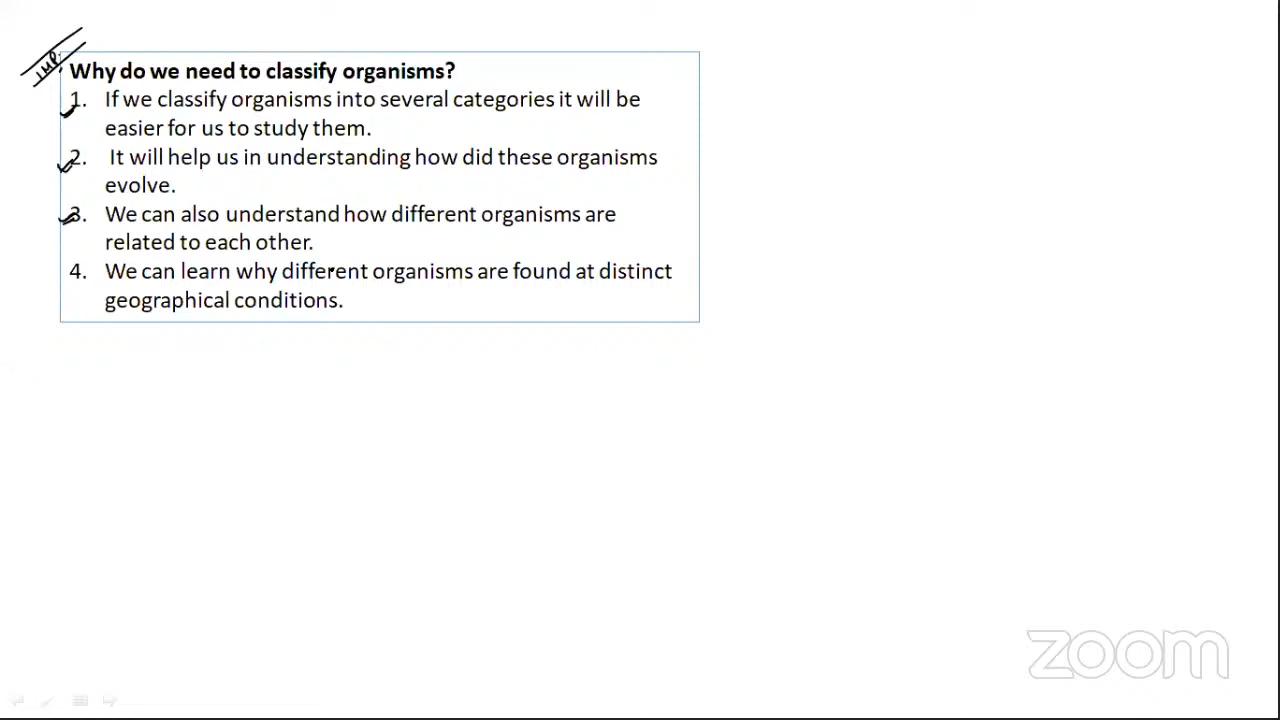 IMP.
Why do we need to classify organisms?
1. If we classify organisms into several categories it will be
easier for us to study them.
2. It will help us in understanding how did these organisms
evolve.
3. We can also understand how different organisms are
related to each other.
4. We can learn why different organisms are found at distinct
geographical conditions.
zoom